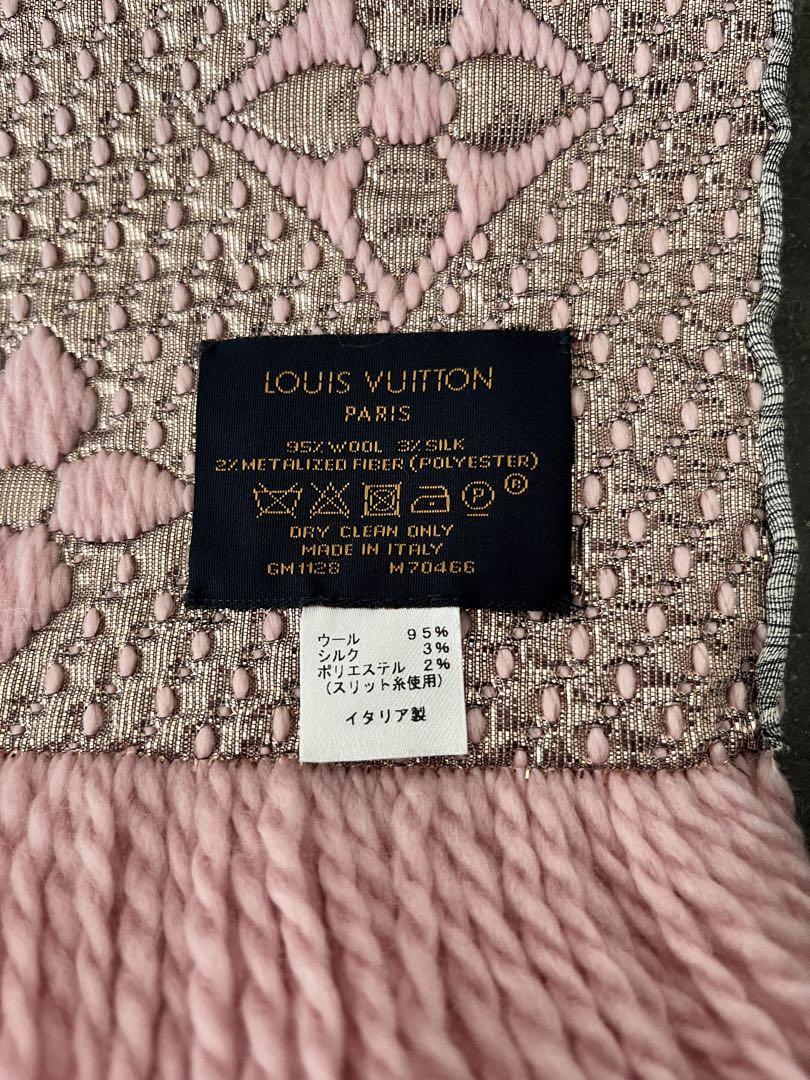 LOUIS VUITTON
PARIS
95% WOOL 3% SILK
2% METALIZED FIBER (POLYESTER)
P R
DRY CLEAN ONLY
MADE IN ITALY
GM1128 M70466
ウール 95%
シルク 3%
ポリエステル 2%
(スリット糸使用)
イタリア製